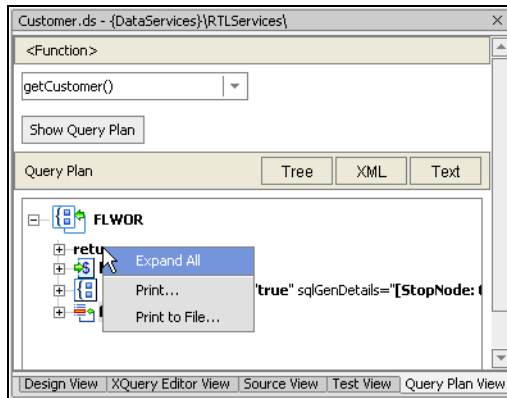 Customer.ds - {DataServices}\RTLServices\
<Function>
getCustomer()
Show Query Plan
Query Plan Tree XML Text
FLWOR
Expand All
"true" sqlGenDetails="[StopNode:
Print...
Print to File...
Design View XQuery Editor View Source View Test View Query Plan View